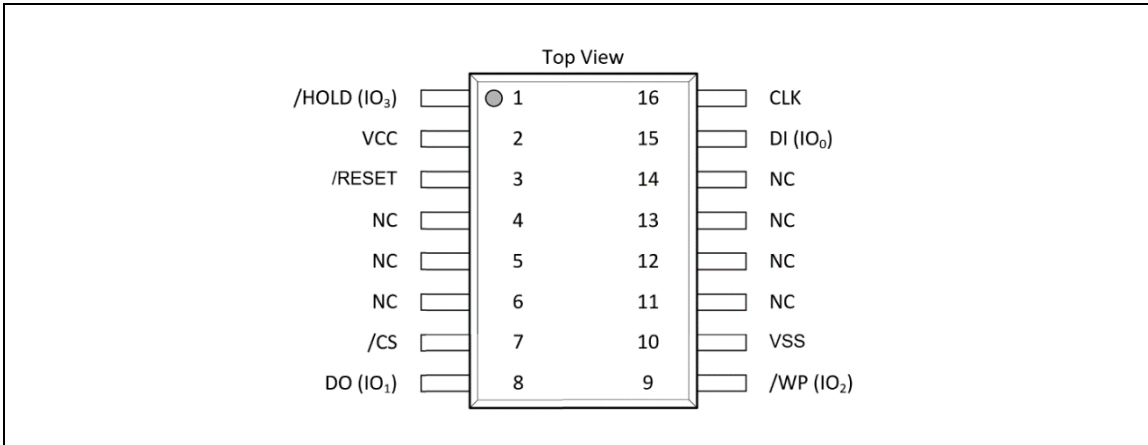 Top View
/HOLD (IO₃) 1 16 CLK
VCC 2 15 DI (IO₀)
/RESET 3 14 NC
NC 4 13 NC
NC 5 12 NC
NC 6 11 NC
/CS 7 10 VSS
DO (IO₁) 8 9 /WP (IO₂)